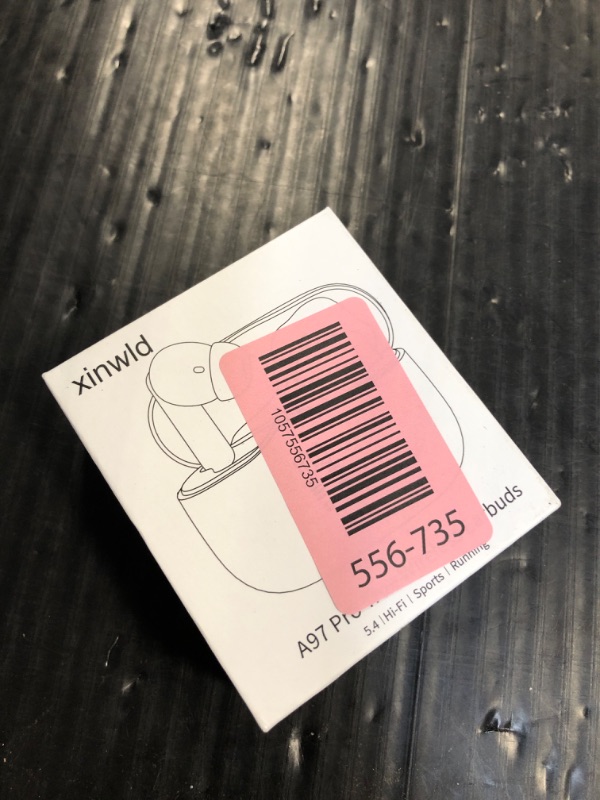 xinwld
1057556735
556-735
A97 Pro buds
5.4 | Hi-Fi | Sports | Running